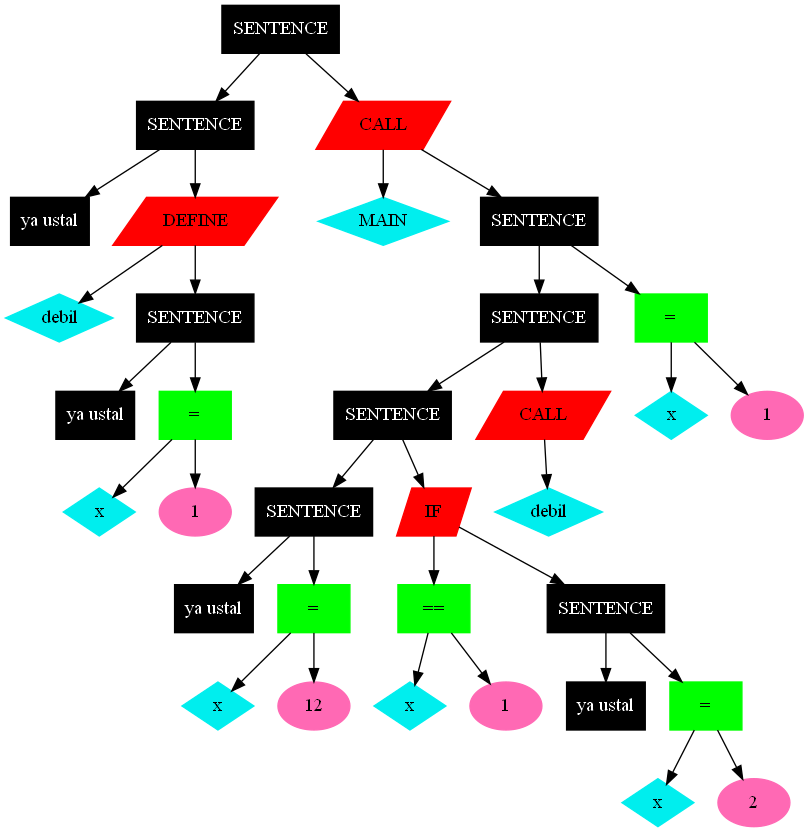 SENTENCE
SENTENCE
CALL
ya ustal
DEFINE
MAIN
SENTENCE
debil
SENTENCE
SENTENCE
=
ya ustal
=
SENTENCE
CALL
x
1
x
1
SENTENCE
IF
debil
ya ustal
=
==
SENTENCE
x
12
x
1
ya ustal
=
x
2